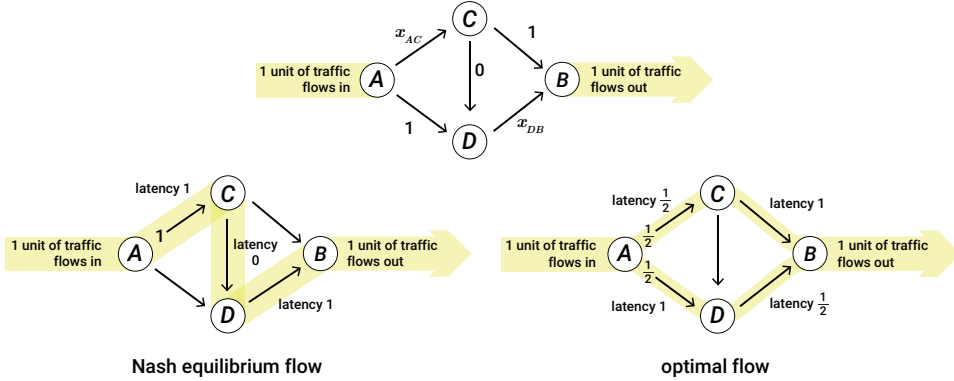 C
x_AC
1
1 unit of traffic
flows in
A
0
B
1 unit of traffic
flows out
1
D
x_DB
latency 1
C
1
1 unit of traffic
flows in
A
latency
0
B
1 unit of traffic
flows out
D
latency 1
Nash equilibrium flow
latency 1/2
C
latency 1
1/2
1 unit of traffic
flows in
A
B
1 unit of traffic
flows out
1/2
latency 1
D
latency 1/2
optimal flow